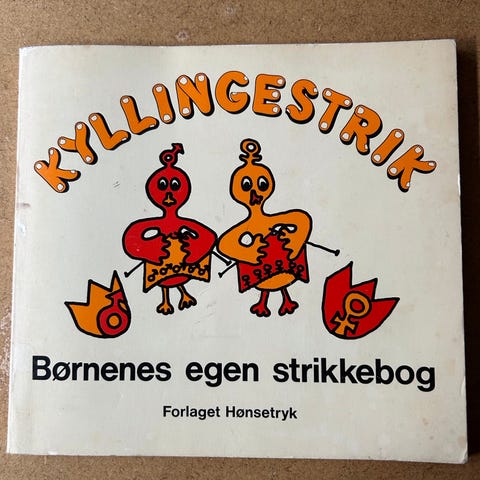 KYLLINGESTRIK
Børnenes egen strikkebog
Forlaget Hønsetryk